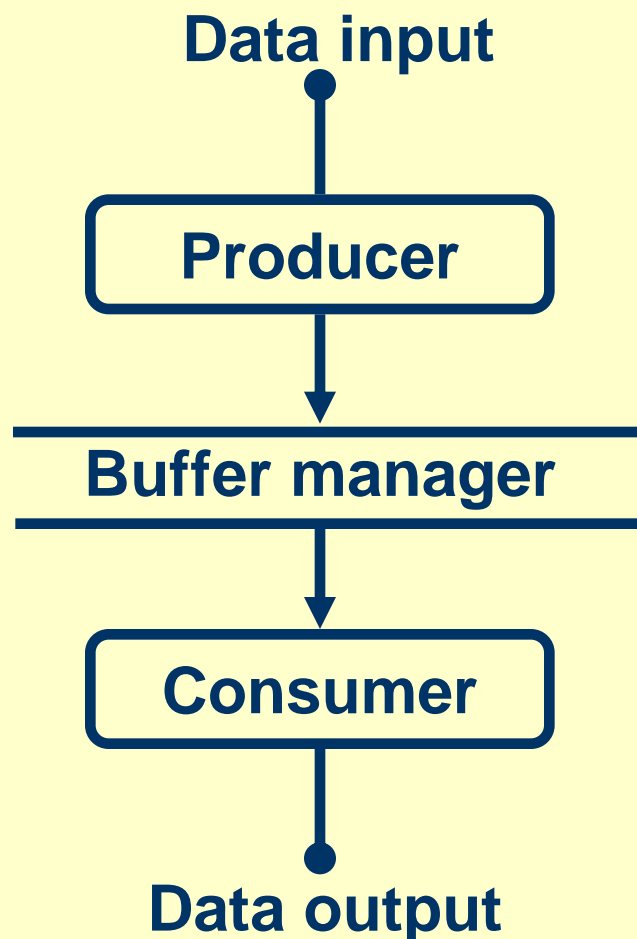 Data input
Producer
Buffer manager
Consumer
Data output